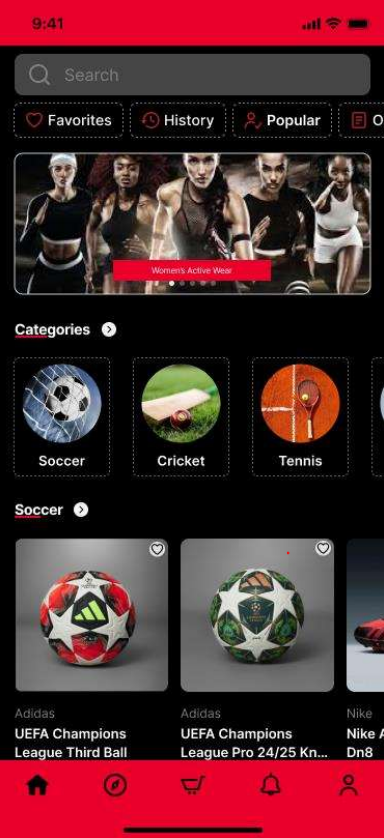 9:41
Search
Favorites
History
Popular
O
Women's Active Wear
Categories
Soccer
Cricket
Tennis
Soccer
Adidas
UEFA Champions
League Third Ball
Adidas
UEFA Champions
League Pro 24/25 Kn...
Nike
Nike A
Dn8